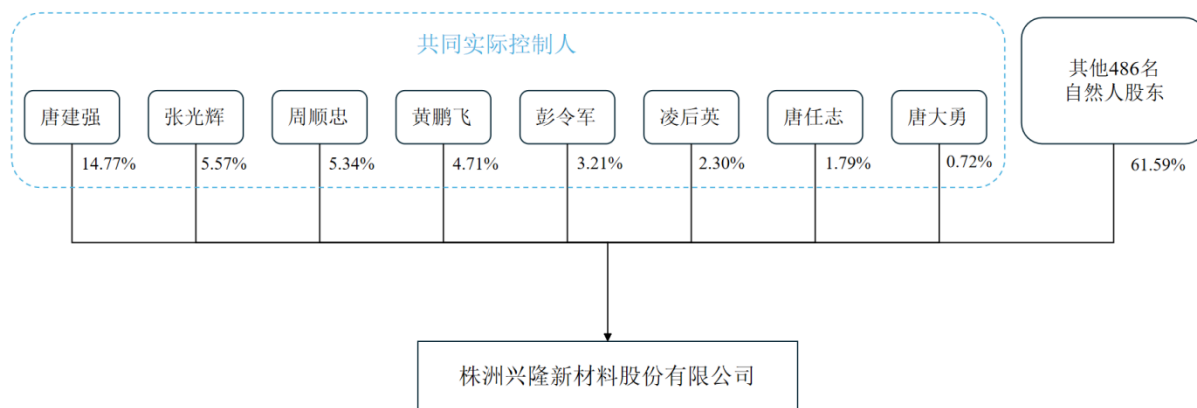 共同实际控制人
其他486名
自然人股东
唐建强
张光辉
周顺忠
黄鹏飞
彭令军
凌后英
唐任志
唐大勇
14.77%
5.57%
5.34%
4.71%
3.21%
2.30%
1.79%
0.72%
61.59%
株洲兴隆新材料股份有限公司